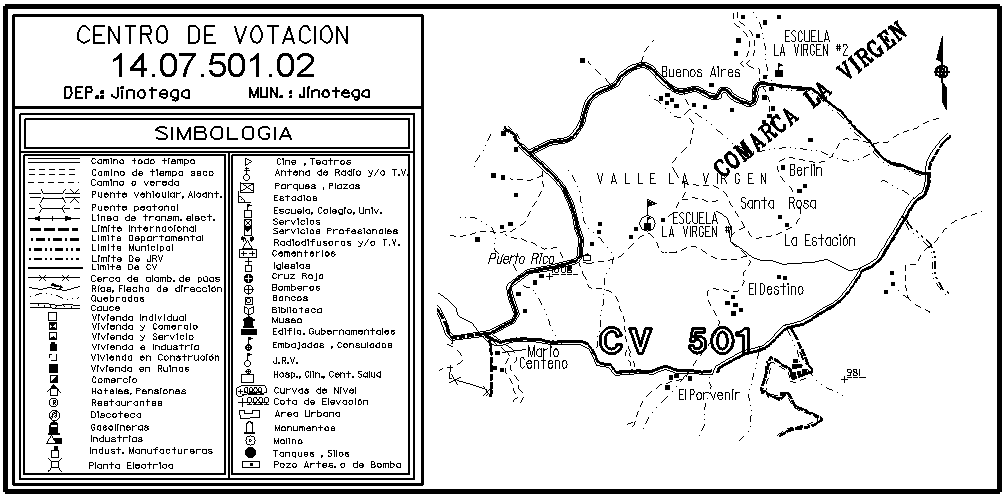 CENTRO DE VOTACION
14.07.501.02
DEP.: Jinotega MUN.: Jinotega
SIMBOLOGIA
Camino todo tiempo
Camino de tiempo seco
Camino o vereda
Puente vehicular, Alcant.
Puente peatonal
Linea de transm. elect.
Limite Internacional
Limite Departamental
Limite Municipal
Limite De JRV
Limite De CV
Cerca de alamb. de púas
Rios, Flecha de dirección
Quebradas
Cauce
Vivienda Individual
Vivienda y Comercio
Vivienda y Servicio
Vivienda e Industria
Vivienda en Construción
Vivienda en Ruinas
Comercio
Hoteles, Pensiones
Restaurantes
Discoteca
Gasolineras
Industrias
Indust. Manufactureras
Planta Electrica
Cine, Teatros
Antena de Radio y/o T.V.
Parques, Plazas
Estadios
Escuela, Colegio, Univ.
Servicios
Servicios Profesionales
Radiodifusoras y/o T.V.
Cementerios
Iglesias
Cruz Roja
Bomberos
Bancos
Biblioteca
Museo
Edific. Gubernamentales
Embajadas, Consulados
J.R.V.
Hosp., Clin., Cent. Salud
Curvas de Nivel
Cota de Elevación
Area Urbana
Monumentos
Molino
Tanques, Silos
Pozo Artes. o de Bomba
ESCUELA
LA VIRGEN #2
Buenos Aires
COMARCA LA VIRGEN
VALLE LA VIRGEN
Berlin
Santa Rosa
ESCUELA
LA VIRGEN #1
La Estación
Puerto Rico
El Destino
CV 501
Mario
Centeno
981
El Porvenir